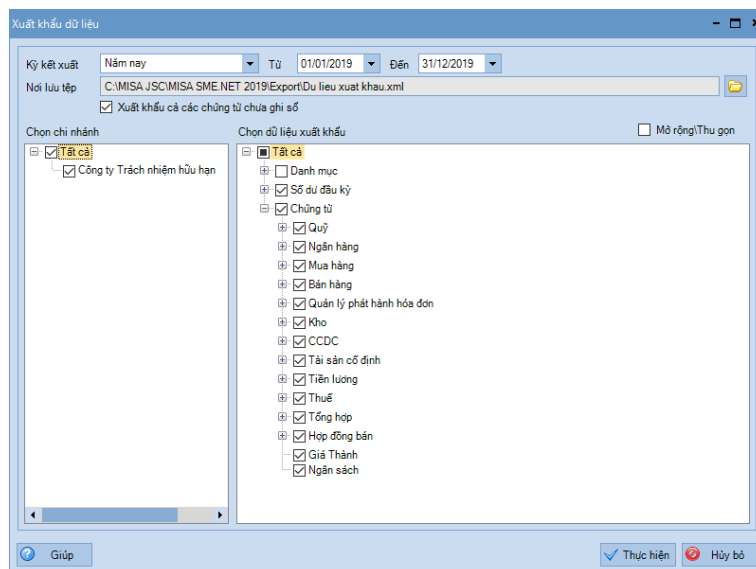 Xuất khẩu dữ liệu
Kỳ kết xuất Năm nay Từ 01/01/2019 Đến 31/12/2019
Nơi lưu tệp C:\MISA JSC\MISA SME.NET 2019\Export\Du lieu xuat khau.xml
Xuất khẩu cả các chứng từ chưa ghi sổ
Chọn chi nhánh Chọn dữ liệu xuất khẩu Mở rộng\Thu gọn
Tất cả
Công ty Trách nhiệm hữu hạn
Tất cả
Danh mục
Số dư đầu kỳ
Chứng từ
Quỹ
Ngân hàng
Mua hàng
Bán hàng
Quản lý phát hành hóa đơn
Kho
CCDC
Tài sản cố định
Tiền lương
Thuế
Tổng hợp
Hợp đồng bán
Giá Thành
Ngân sách
Giúp Thực hiện Hủy bỏ